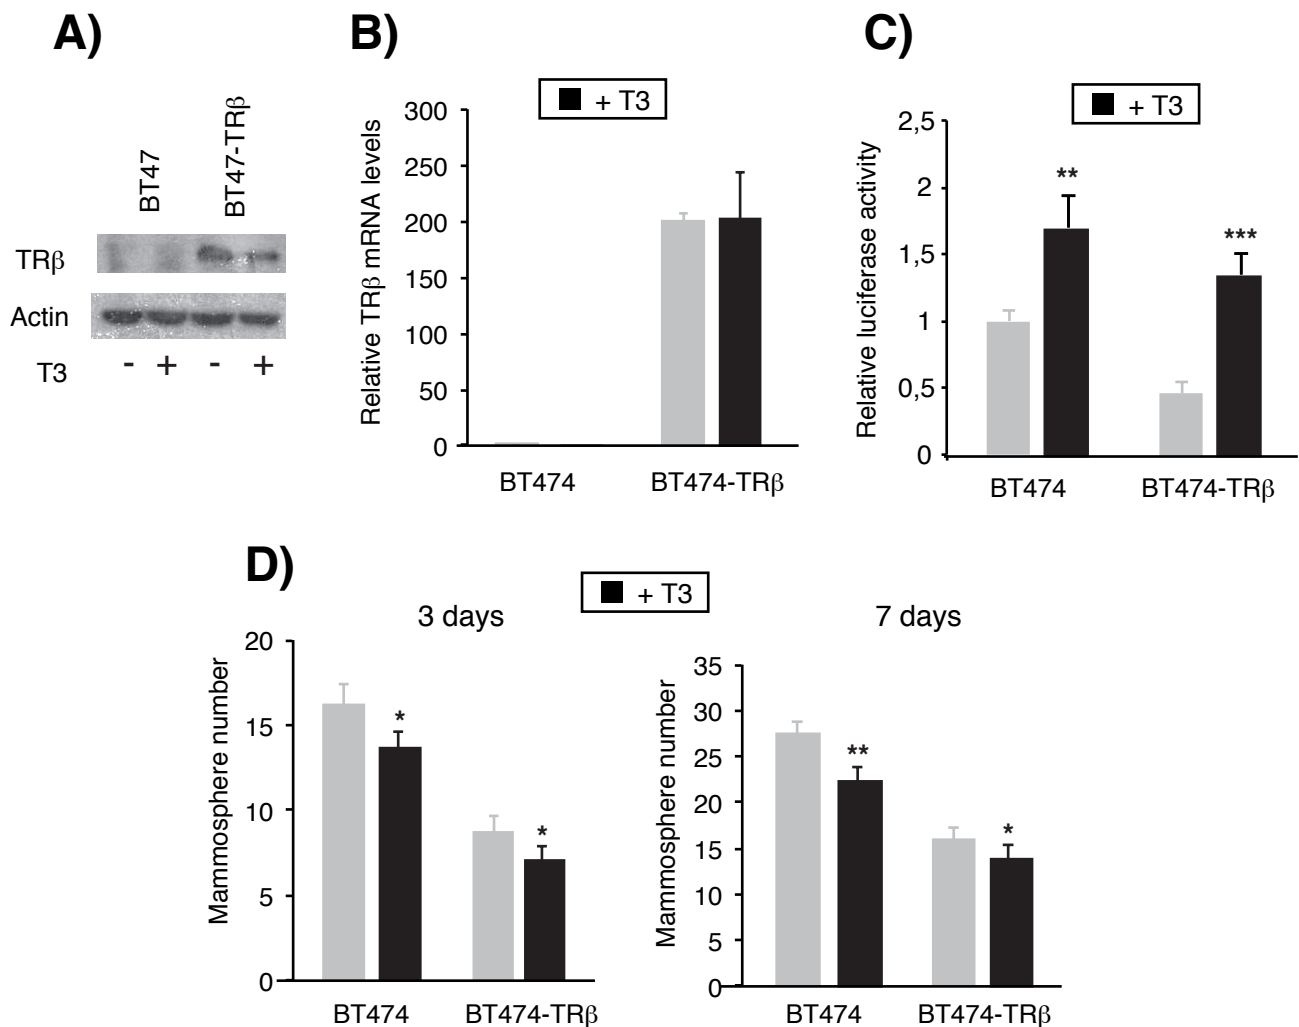 A)
BT47
BT47-TRβ
TRβ
Actin
T3 - + - +
B)
+ T3
Relative TRβ mRNA levels
300
250
200
150
100
50
0
BT474 BT474-TRβ
C)
+ T3
Relative luciferase activity
2,5
2
1,5
1
0,5
0
**
***
BT474 BT474-TRβ
D)
+ T3
3 days
Mammosphere number
20
15
10
5
0
*
*
BT474 BT474-TRβ
7 days
Mammosphere number
35
30
25
20
15
10
5
0
**
*
BT474 BT474-TRβ